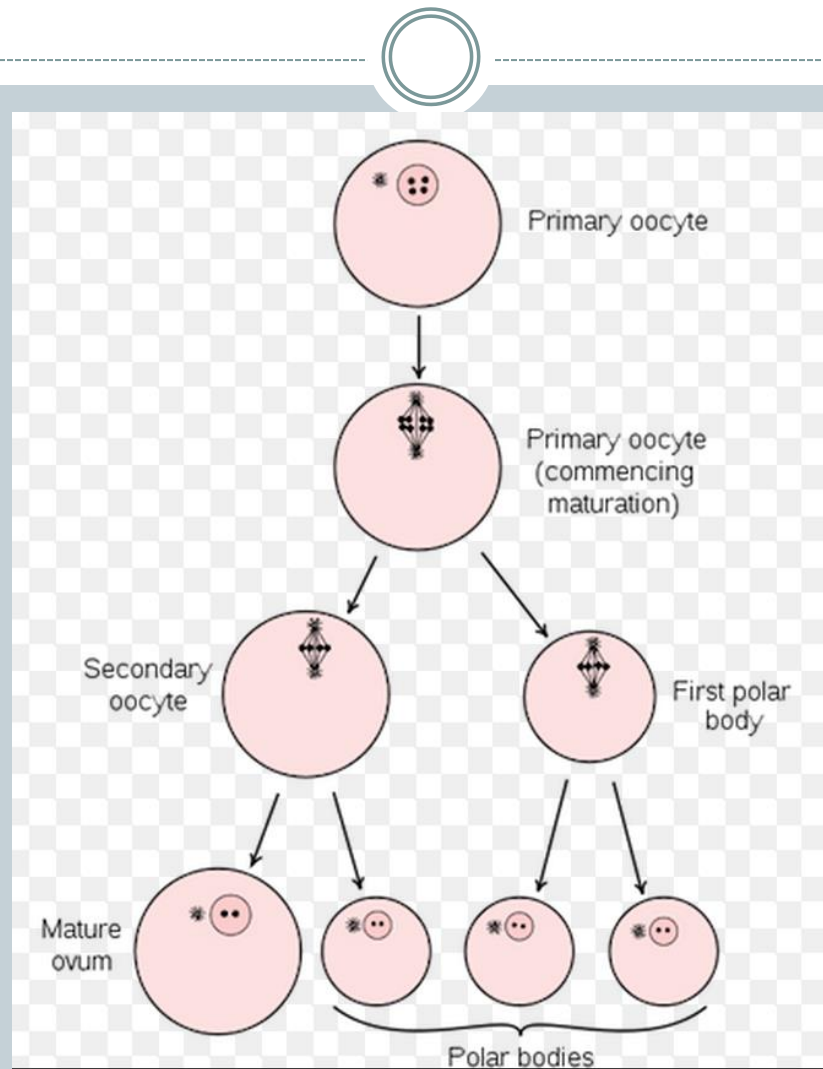 Primary oocyte
Primary oocyte
(commencing
maturation)
Secondary
oocyte
First polar
body
Mature
ovum
Polar bodies